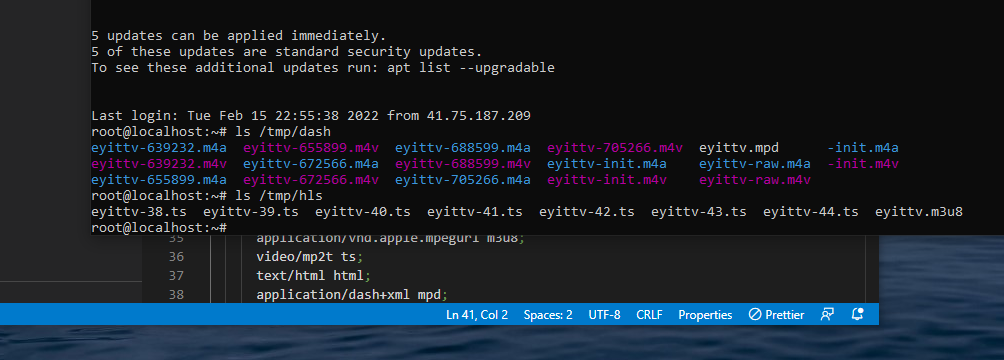 5 updates can be applied immediately.
5 of these updates are standard security updates.
To see these additional updates run: apt list --upgradable
Last login: Tue Feb 15 22:55:38 2022 from 41.75.187.209
root@localhost:~# ls /tmp/dash
eyittv-639232.m4a eyittv-655899.m4v eyittv-688599.m4a eyittv-705266.m4v eyittv.mpd -init.m4a
eyittv-639232.m4v eyittv-672566.m4a eyittv-688599.m4v eyittv-init.m4a eyittv-raw.m4a -init.m4v
eyittv-655899.m4a eyittv-672566.m4v eyittv-705266.m4a eyittv-init.m4v eyittv-raw.m4v
root@localhost:~# ls /tmp/hls
eyittv-38.ts eyittv-39.ts eyittv-40.ts eyittv-41.ts eyittv-42.ts eyittv-43.ts eyittv-44.ts eyittv.m3u8
root@localhost:~#
35 application/vnd.apple.mpegurl m3u8;
36 video/mp2t ts;
37 text/html html;
38 application/dash+xml mpd;
Ln 41, Col 2 Spaces: 2 UTF-8 CRLF Properties Prettier